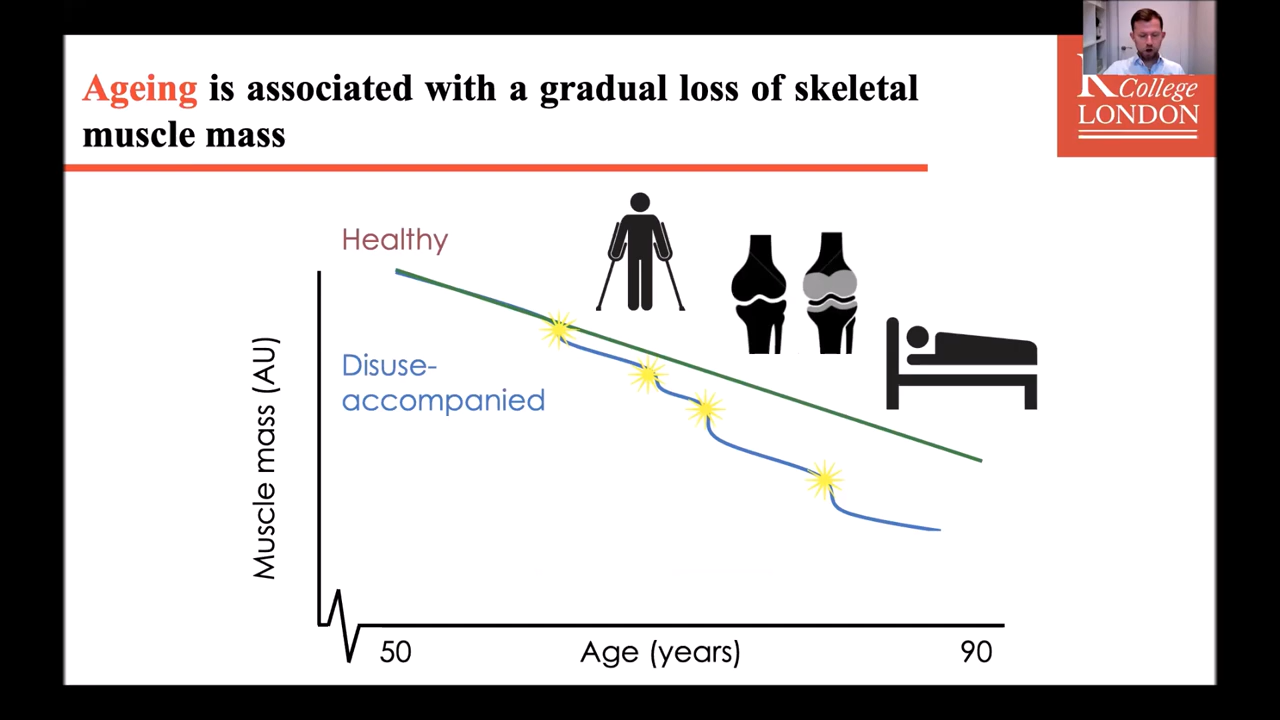 Ageing is associated with a gradual loss of skeletal
muscle mass
College
LONDON
Healthy
Disuse-
accompanied
Muscle mass (AU)
50
Age (years)
90